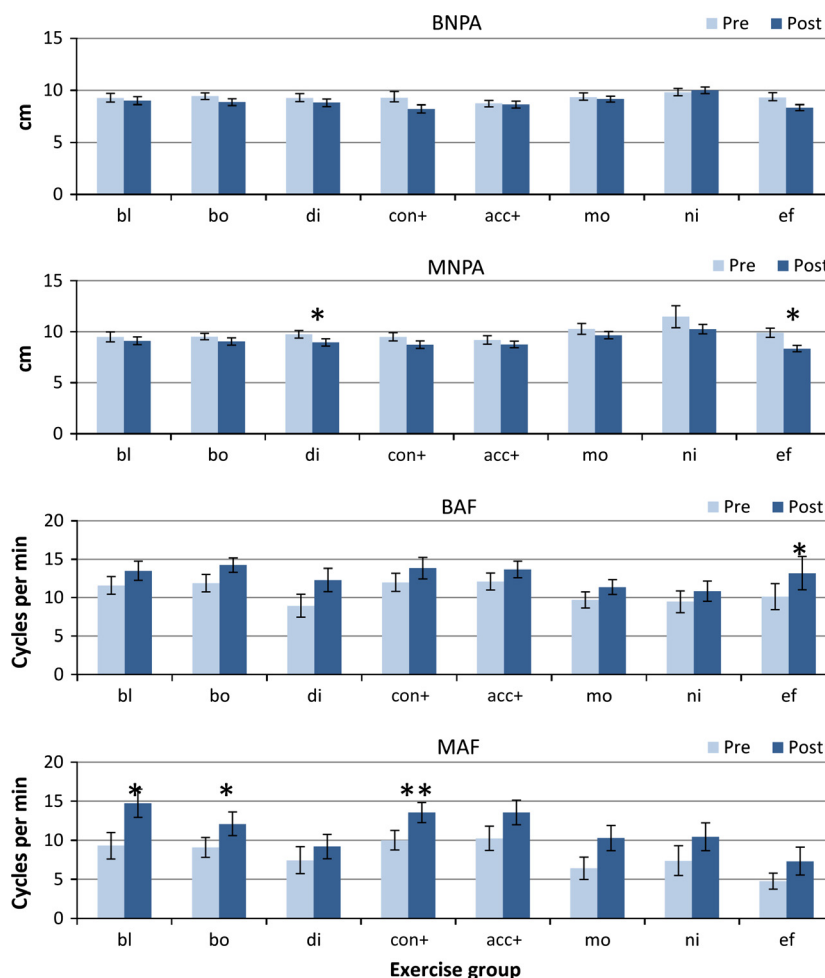 BNPA
Pre Post
15
10
5
0
cm
bl bo di con+ acc+ mo ni ef
MNPA
Pre Post
15
10
5
0
cm
* *
bl bo di con+ acc+ mo ni ef
BAF
Pre Post
20
15
10
5
0
Cycles per min
*
bl bo di con+ acc+ mo ni ef
MAF
Pre Post
20
15
10
5
0
Cycles per min
* * **
bl bo di con+ acc+ mo ni ef
Exercise group